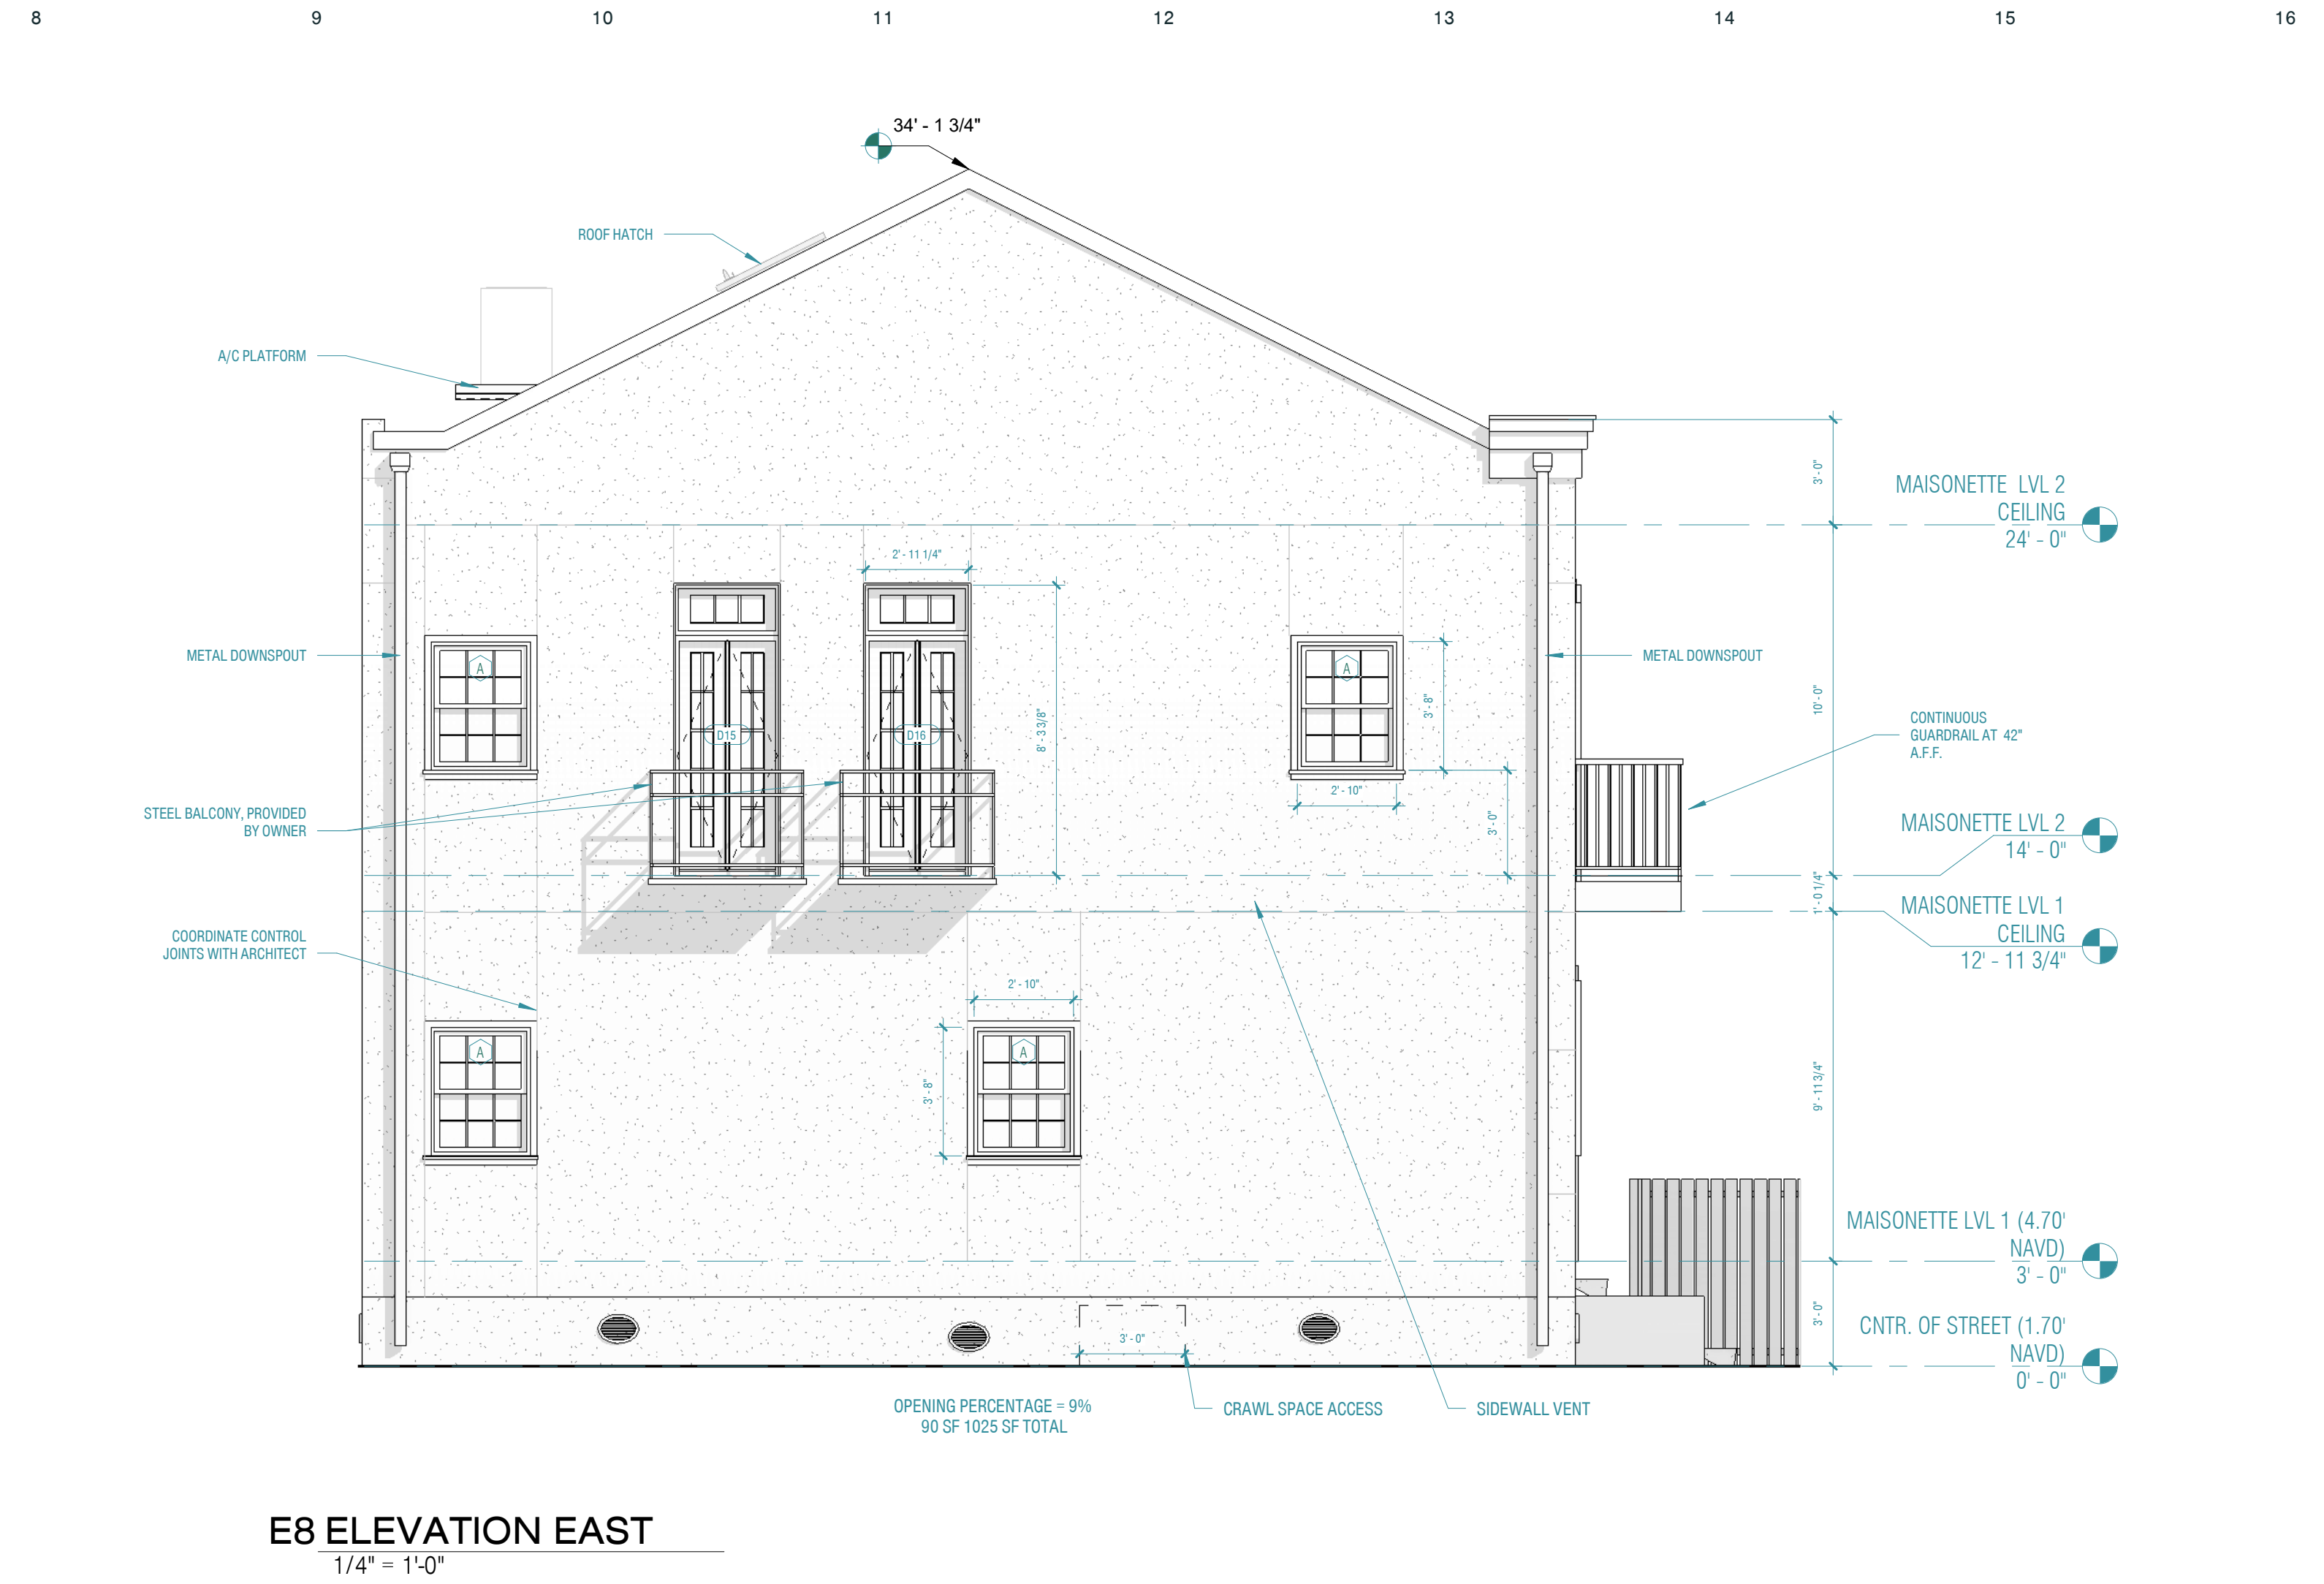 8 9 10 11 12 13 14 15 16
34' - 1 3/4"
ROOF HATCH
A/C PLATFORM
3' - 0"
MAISONETTE LVL 2
CEILING
24' - 0"
2' - 11 1/4"
METAL DOWNSPOUT
A
A
METAL DOWNSPOUT
3' - 8"
10' - 0"
8' - 3 3/8"
D15
D16
CONTINUOUS
GUARDRAIL AT 42"
A.F.F.
2' - 10"
STEEL BALCONY, PROVIDED
BY OWNER
3' - 0"
MAISONETTE LVL 2
14' - 0"
1' - 0 1/4"
MAISONETTE LVL 1
CEILING
12' - 11 3/4"
COORDINATE CONTROL
JOINTS WITH ARCHITECT
2' - 10"
A
A
3' - 8"
9' - 11 3/4"
MAISONETTE LVL 1 (4.70'
NAVD)
3' - 0"
3' - 0"
3' - 0"
CNTR. OF STREET (1.70'
NAVD)
0' - 0"
OPENING PERCENTAGE = 9%
90 SF 1025 SF TOTAL
CRAWL SPACE ACCESS
SIDEWALL VENT
E8 ELEVATION EAST
1/4" = 1'-0"